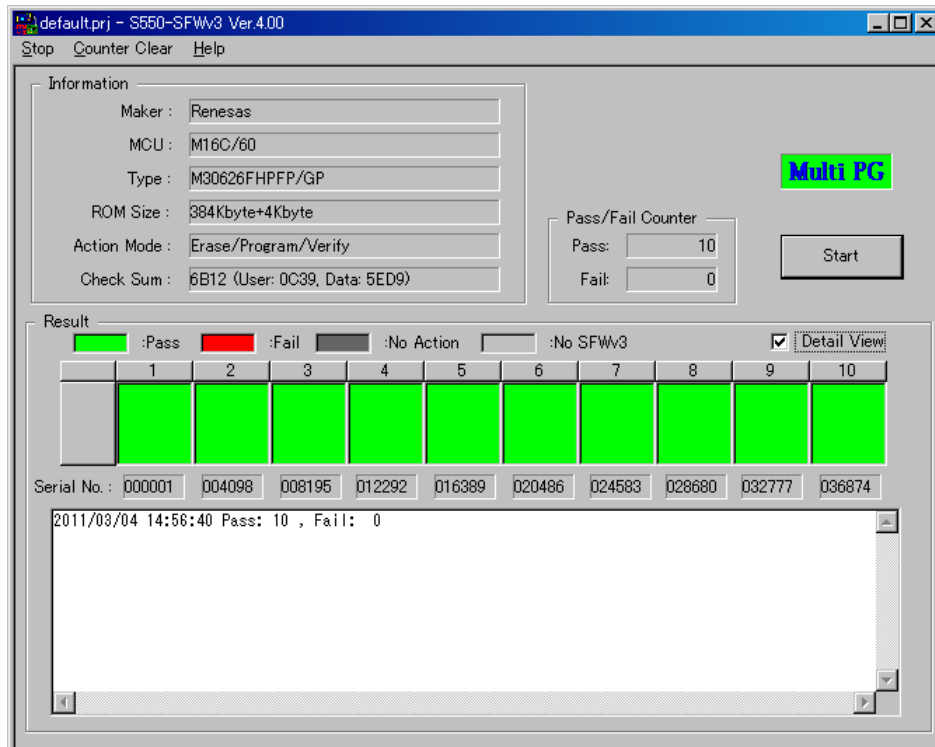 default.prj - S550-SFWv3 Ver.4.00
Stop Counter Clear Help
Information
Maker : Renesas
MCU : M16C/60
Type : M30626FHPFP/GP
ROM Size : 384Kbyte+4Kbyte
Action Mode : Erase/Program/Verify
Check Sum : 6B12 (User: 0C39, Data: 5ED9)
Multi PG
Pass/Fail Counter
Pass: 10
Fail: 0
Start
Result
:Pass :Fail :No Action :No SFWv3 Detail View
1 2 3 4 5 6 7 8 9 10
Serial No. : 000001 004098 008195 012292 016389 020486 024583 028680 032777 036874
2011/03/04 14:56:40 Pass: 10 , Fail: 0